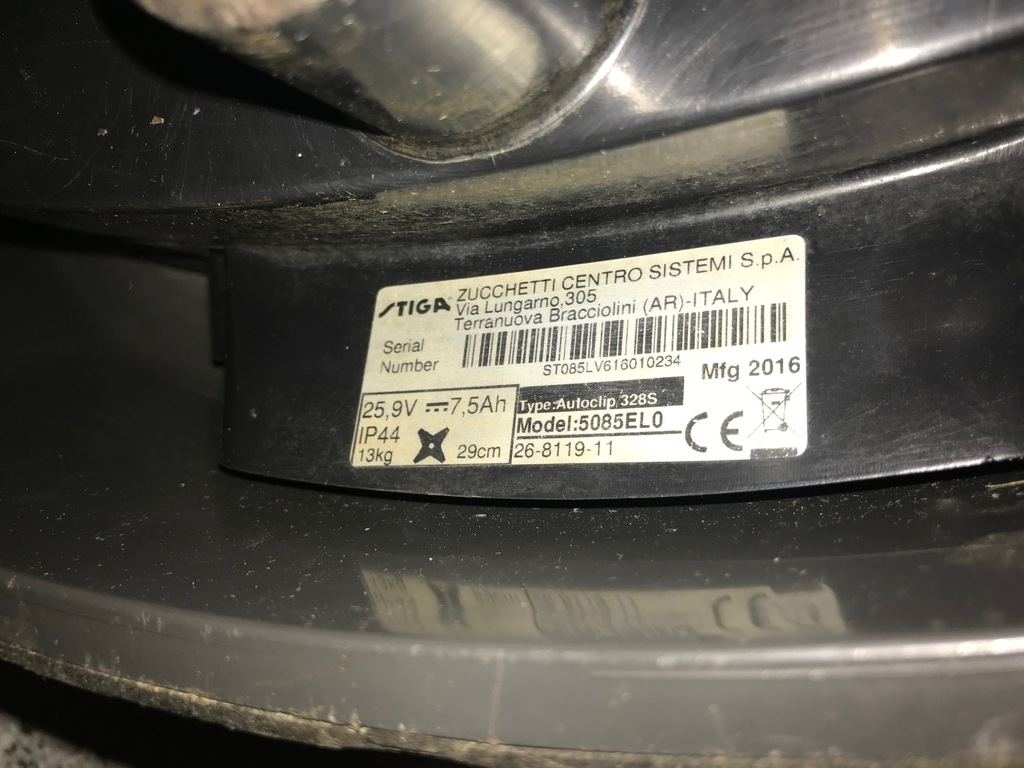 STIGA ZUCCHETTI CENTRO SISTEMI S.p.A.
Via Lungarno,305
Terranuova Bracciolini (AR)-ITALY
Serial
Number
ST085LV616010234
Mfg 2016
25,9V 7,5Ah
IP44
13kg 29cm
Type:Autoclip 328S
Model:5085EL0
26-8119-11
CE